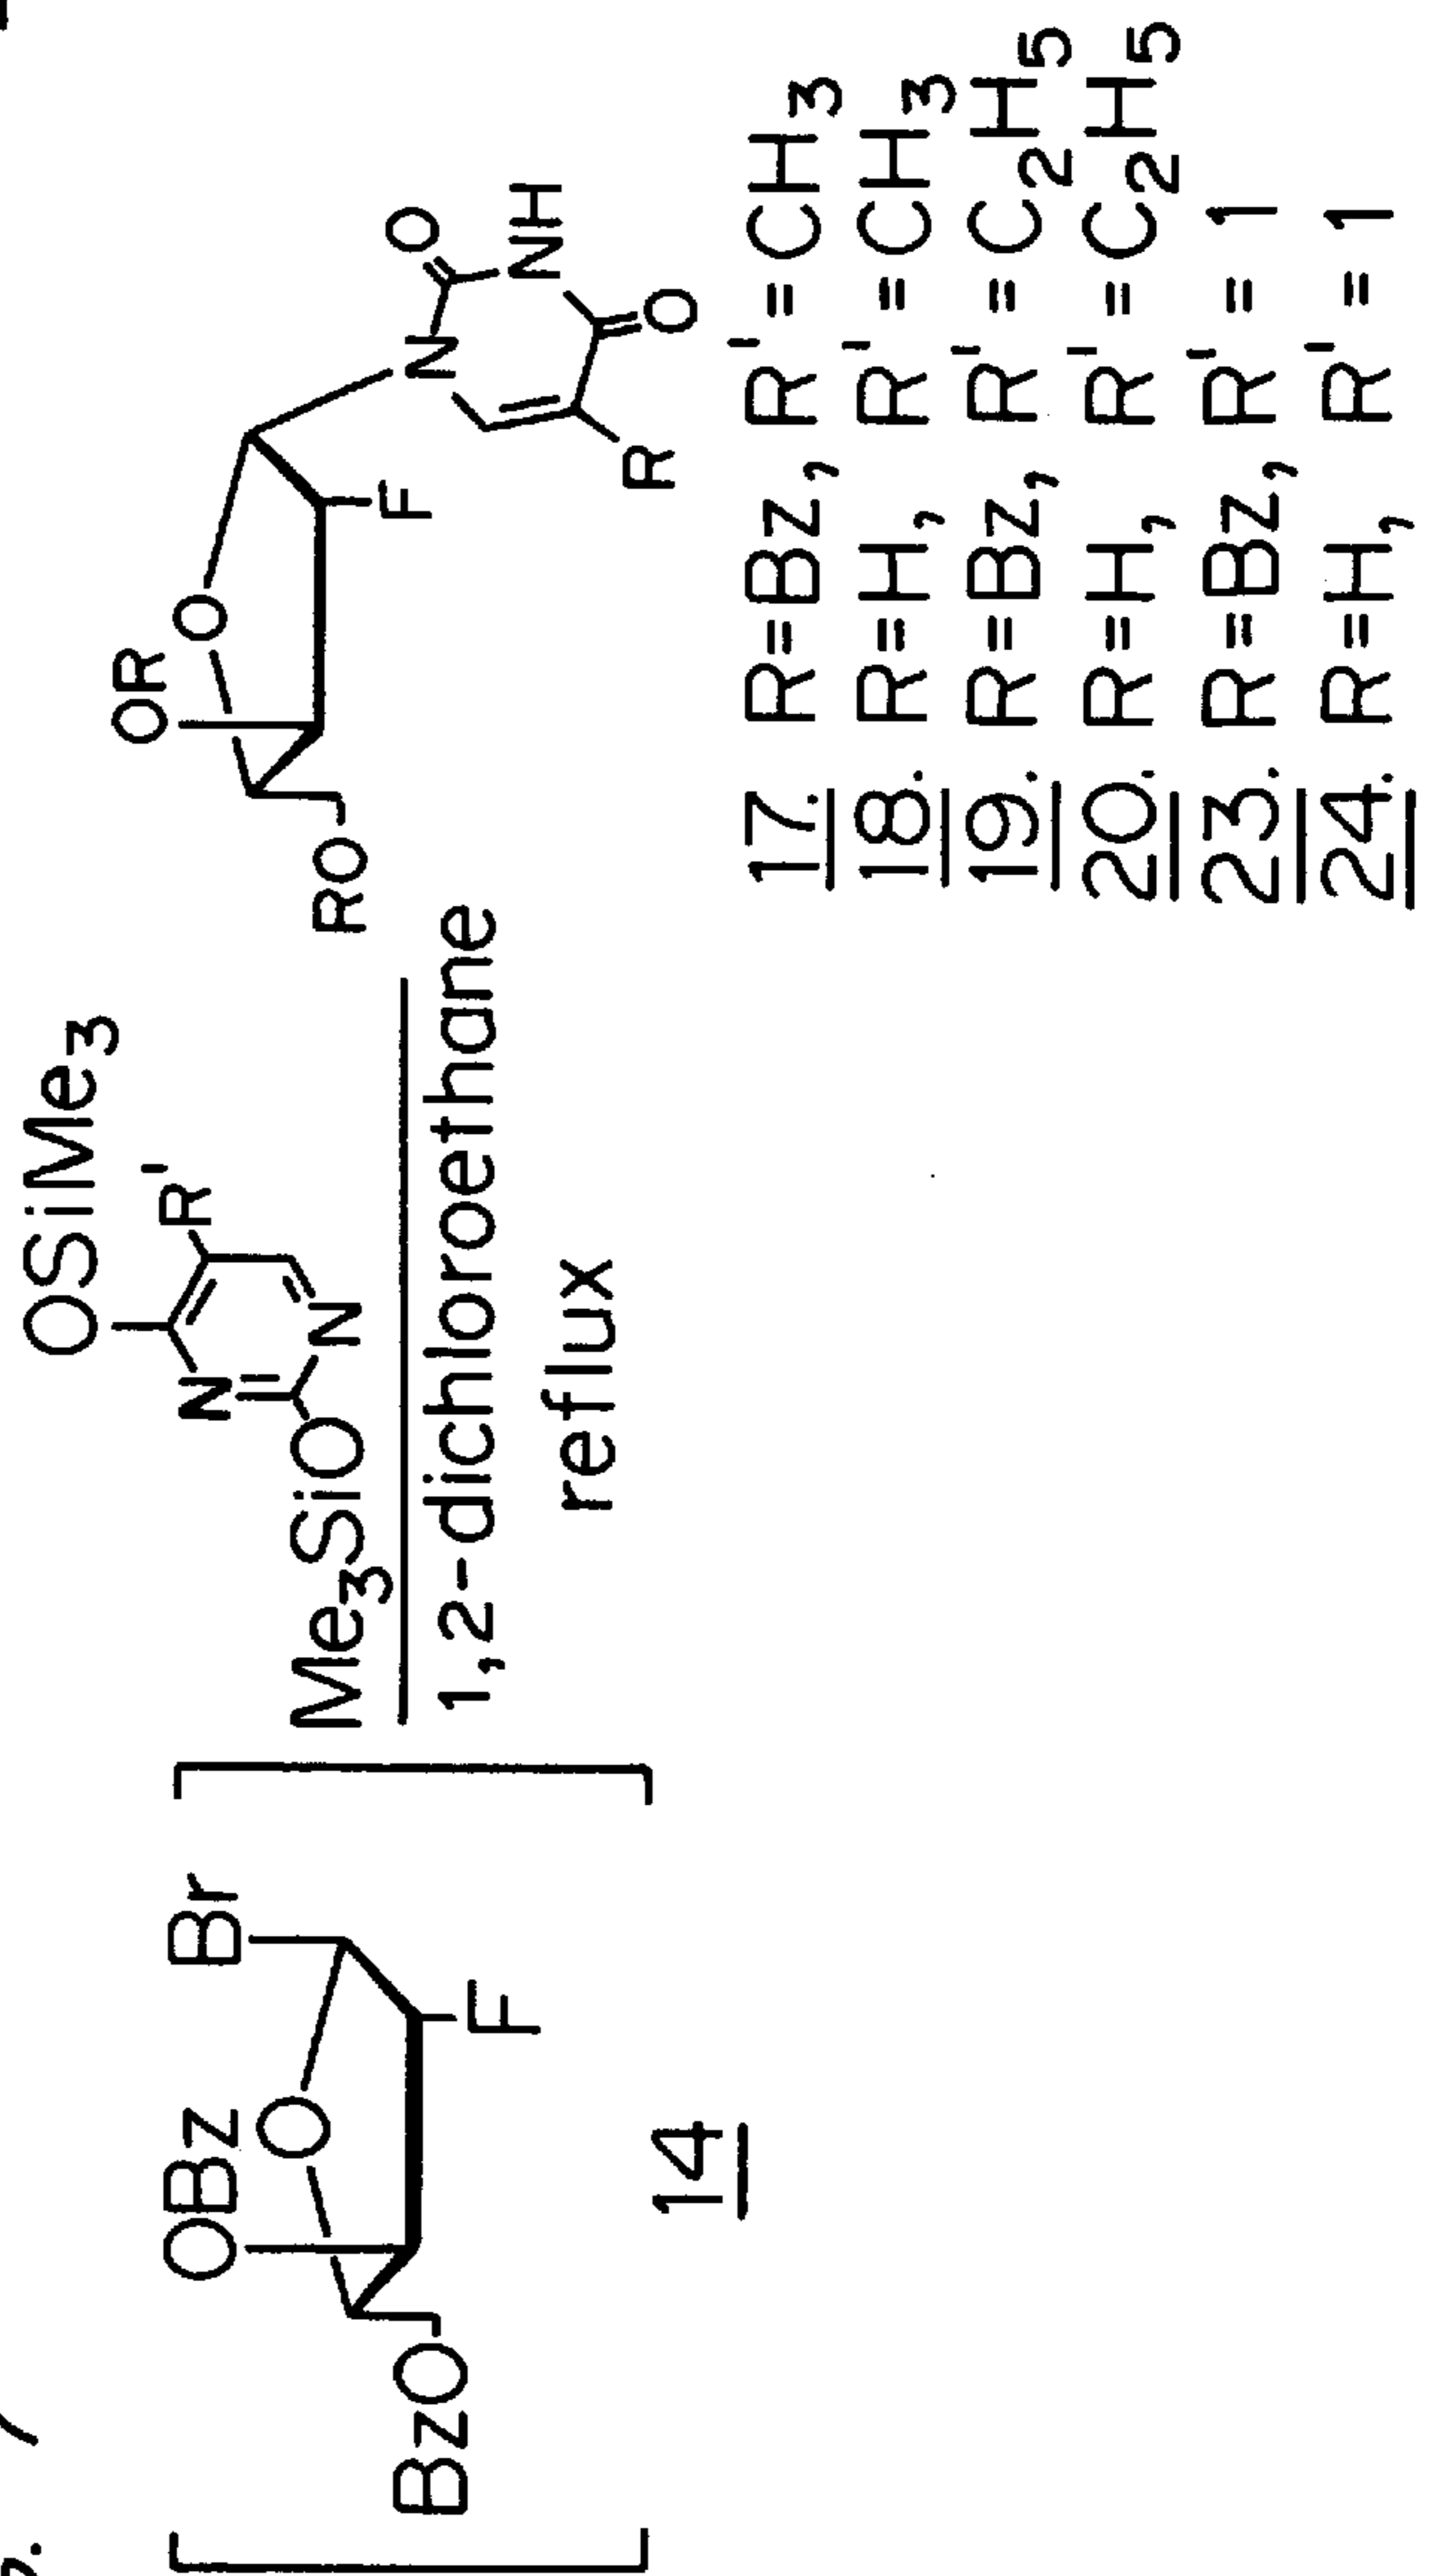 OBz
Br
O
BzO
F
14
OSiMe3
R'
N
N
Me3SiO
1,2-dichloroethane
reflux
OR
O
RO
F
N
O
NH
O
R
17. R=Bz, R'=CH3
18. R=H, R'=CH3
19. R=Bz, R'=C2H5
20. R=H, R'=C2H5
23. R=Bz, R'=1
24. R=H, R'=1